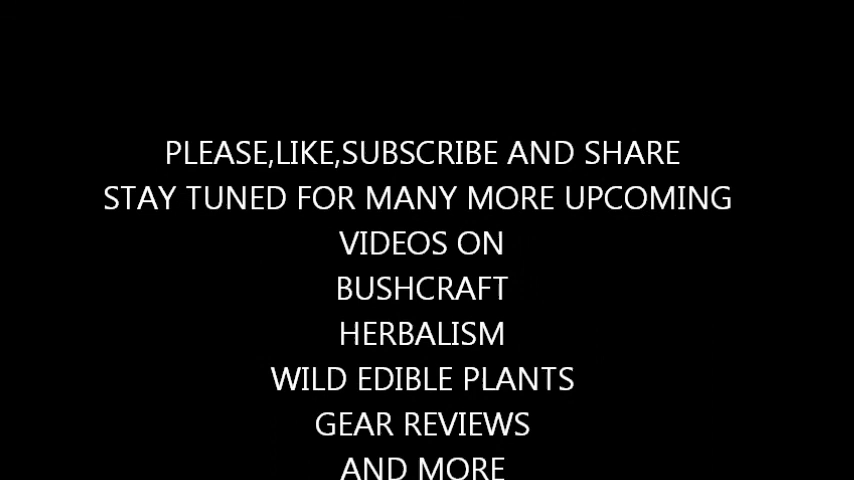 PLEASE,LIKE,SUBSCRIBE AND SHARE
STAY TUNED FOR MANY MORE UPCOMING
VIDEOS ON
BUSHCRAFT
HERBALISM
WILD EDIBLE PLANTS
GEAR REVIEWS
AND MORE